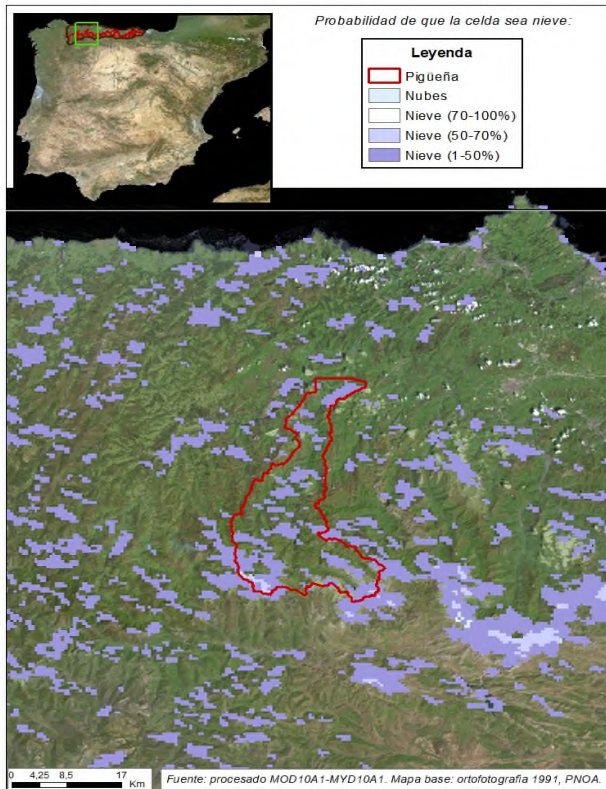 Probabilidad de que la celda sea nieve:
Leyenda
Pigüeña
Nubes
Nieve (70-100%)
Nieve (50-70%)
Nieve (1-50%)
0 4,25 8,5 17
Km
Fuente: procesado MOD10A1-MYD10A1. Mapa base: ortofotografia 1991, PNOA.